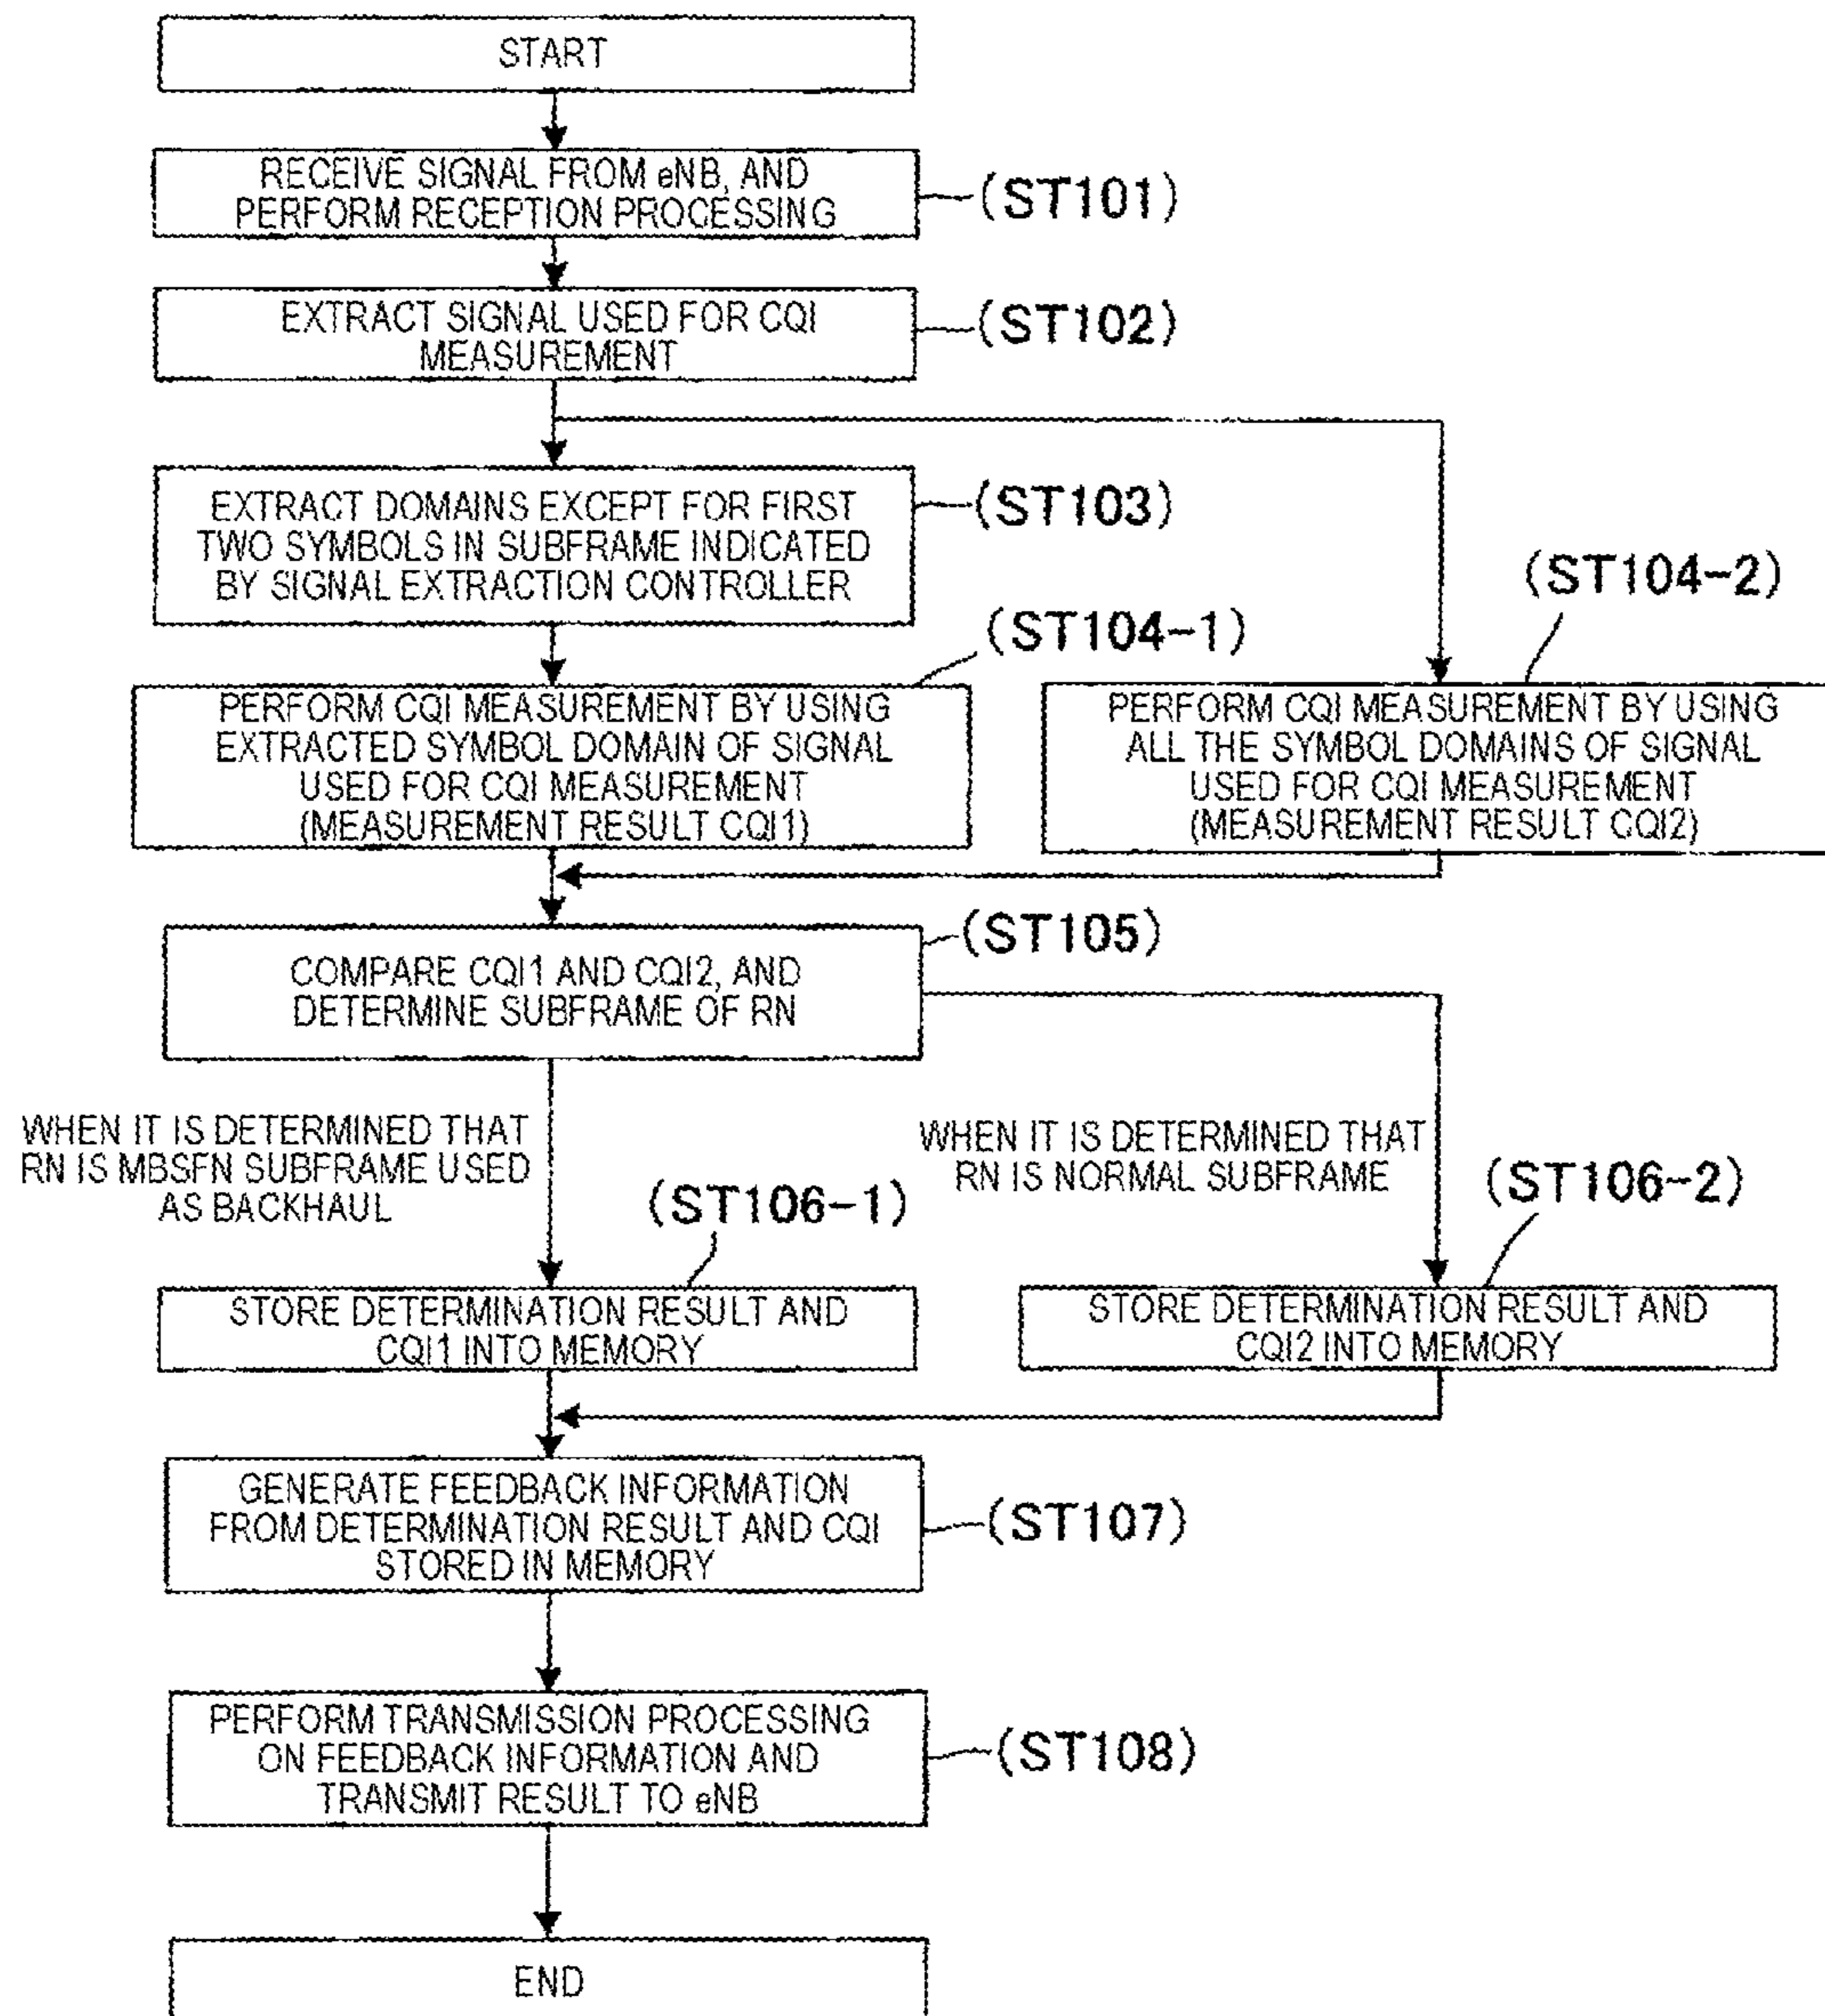 START
RECEIVE SIGNAL FROM eNB, AND
PERFORM RECEPTION PROCESSING
(ST101)
EXTRACT SIGNAL USED FOR CQI
MEASUREMENT
(ST102)
EXTRACT DOMAINS EXCEPT FOR FIRST
TWO SYMBOLS IN SUBFRAME INDICATED
BY SIGNAL EXTRACTION CONTROLLER
(ST103)
(ST104-1)
PERFORM CQI MEASUREMENT BY USING
EXTRACTED SYMBOL DOMAIN OF SIGNAL
USED FOR CQI MEASUREMENT
(MEASUREMENT RESULT CQI1)
(ST104-2)
PERFORM CQI MEASUREMENT BY USING
ALL THE SYMBOL DOMAINS OF SIGNAL
USED FOR CQI MEASUREMENT
(MEASUREMENT RESULT CQI2)
COMPARE CQI1 AND CQI2, AND
DETERMINE SUBFRAME OF RN
(ST105)
WHEN IT IS DETERMINED THAT
RN IS MBSFN SUBFRAME USED
AS BACKHAUL
(ST106-1)
WHEN IT IS DETERMINED THAT
RN IS NORMAL SUBFRAME
(ST106-2)
STORE DETERMINATION RESULT AND
CQI1 INTO MEMORY
STORE DETERMINATION RESULT AND
CQI2 INTO MEMORY
GENERATE FEEDBACK INFORMATION
FROM DETERMINATION RESULT AND CQI
STORED IN MEMORY
(ST107)
PERFORM TRANSMISSION PROCESSING
ON FEEDBACK INFORMATION AND
TRANSMIT RESULT TO eNB
(ST108)
END